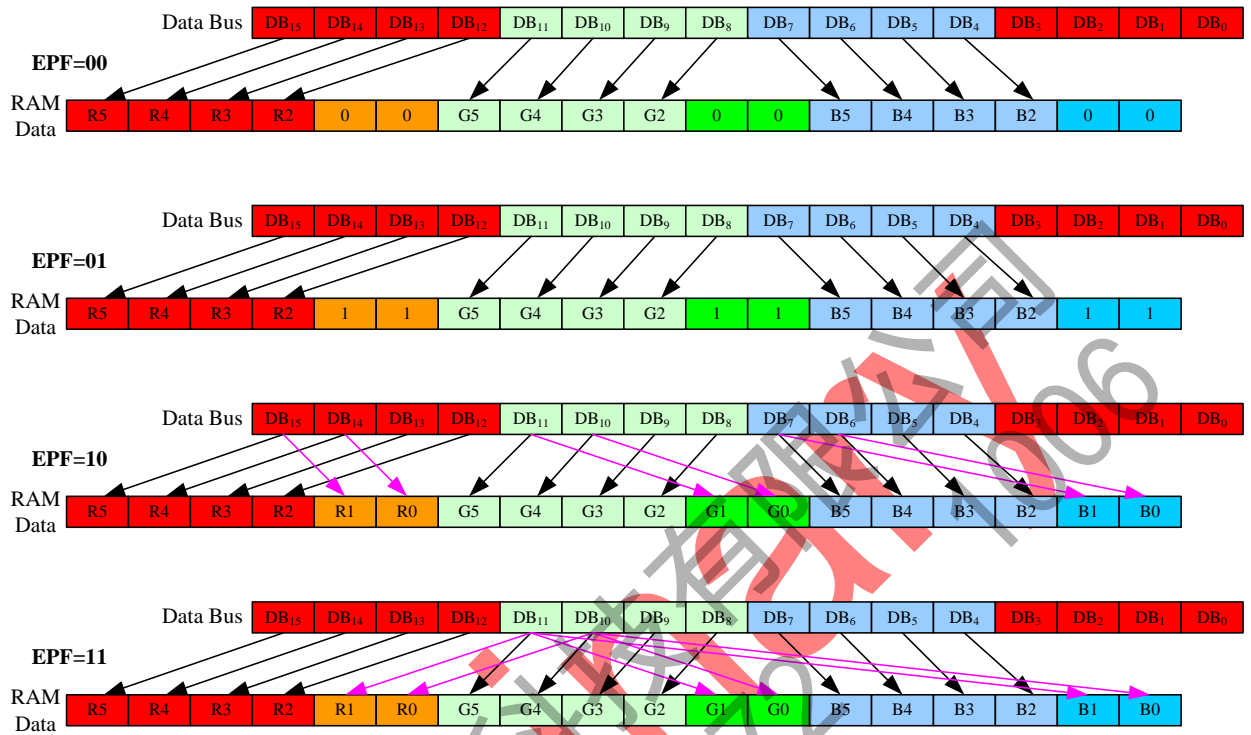 Data Bus DB15 DB14 DB13 DB12 DB11 DB10 DB9 DB8 DB7 DB6 DB5 DB4 DB3 DB2 DB1 DB0
EPF=00
RAM Data R5 R4 R3 R2 0 0 G5 G4 G3 G2 0 0 B5 B4 B3 B2 0 0
Data Bus DB15 DB14 DB13 DB12 DB11 DB10 DB9 DB8 DB7 DB6 DB5 DB4 DB3 DB2 DB1 DB0
EPF=01
RAM Data R5 R4 R3 R2 1 1 G5 G4 G3 G2 1 1 B5 B4 B3 B2 1 1
Data Bus DB15 DB14 DB13 DB12 DB11 DB10 DB9 DB8 DB7 DB6 DB5 DB4 DB3 DB2 DB1 DB0
EPF=10
RAM Data R5 R4 R3 R2 R1 R0 G5 G4 G3 G2 G1 G0 B5 B4 B3 B2 B1 B0
Data Bus DB15 DB14 DB13 DB12 DB11 DB10 DB9 DB8 DB7 DB6 DB5 DB4 DB3 DB2 DB1 DB0
EPF=11
RAM Data R5 R4 R3 R2 R1 R0 G5 G4 G3 G2 G1 G0 B5 B4 B3 B2 B1 B0
科技有限公司
1006